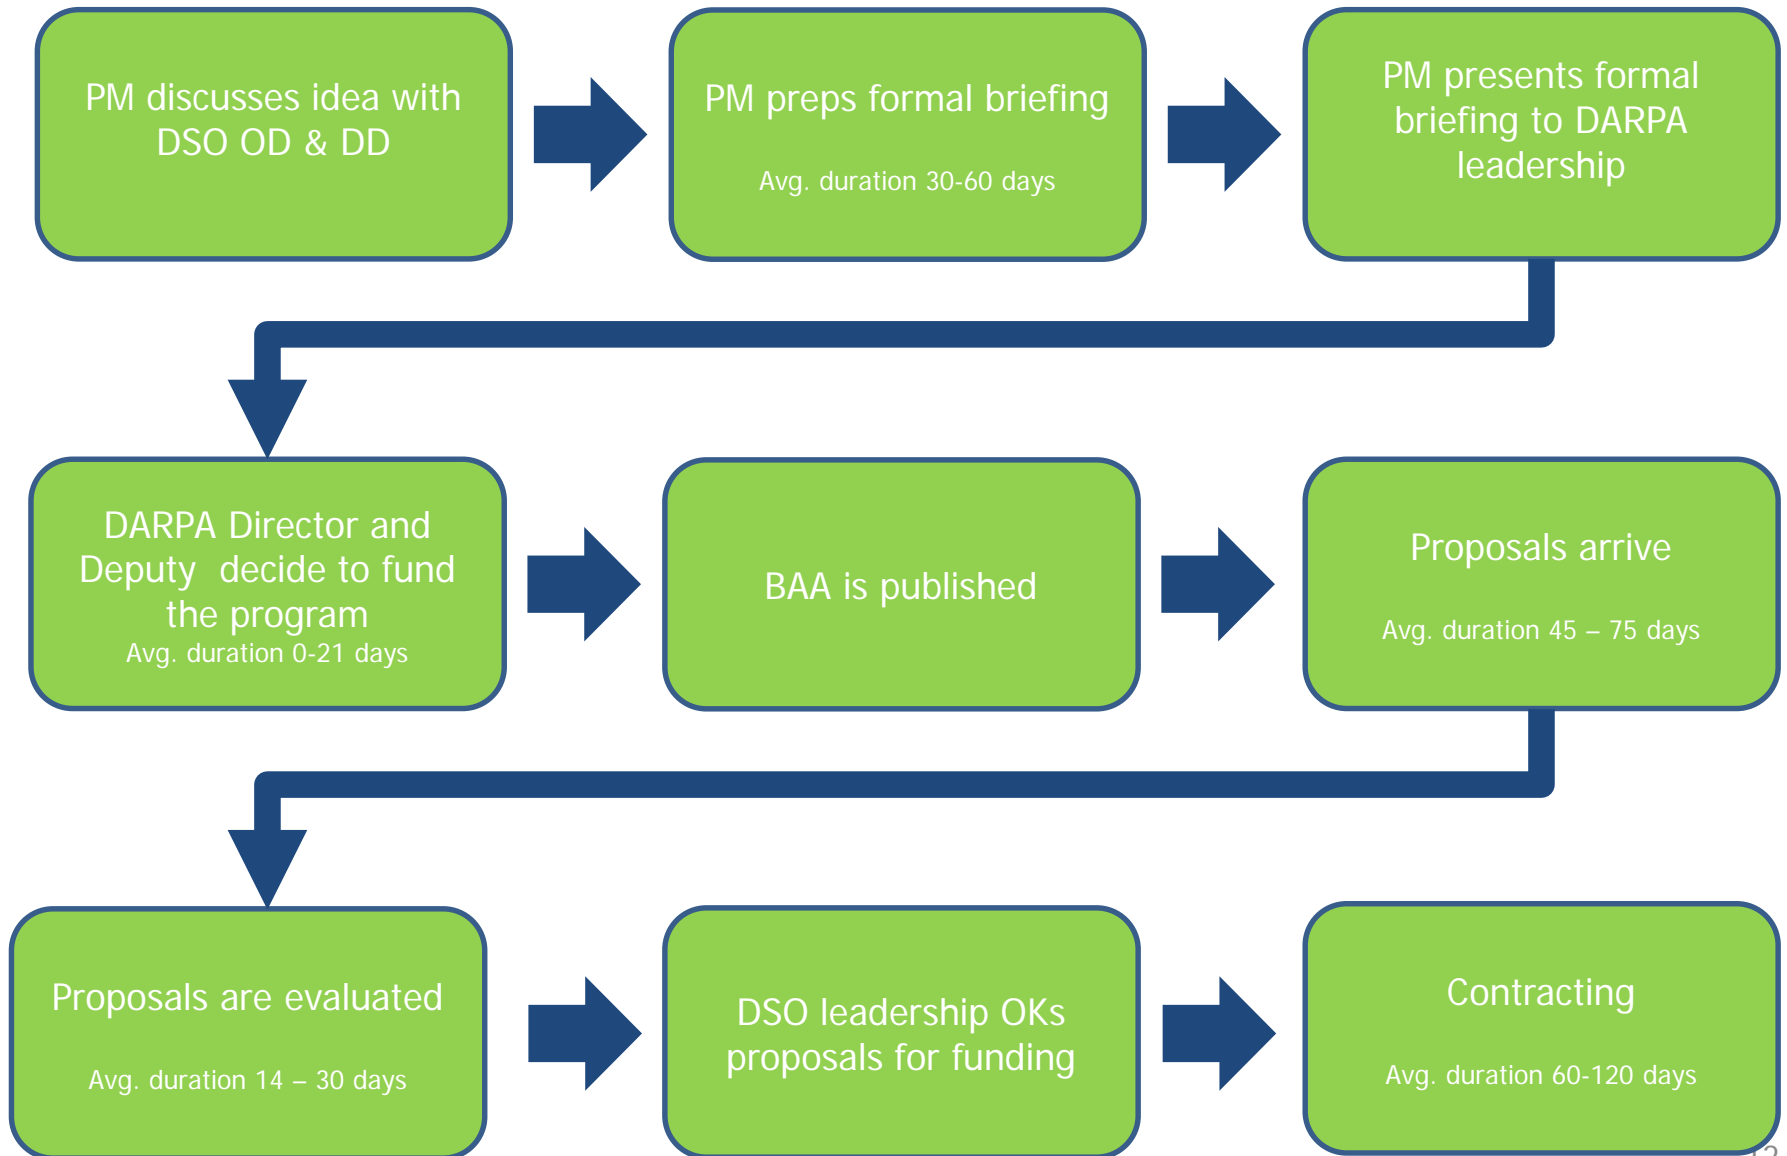 PM discusses idea with
DSO OD & DD
PM preps formal briefing
Avg. duration 30-60 days
PM presents formal
briefing to DARPA
leadership
DARPA Director and
Deputy  decide to fund
the program
Avg. duration 0-21 days
BAA is published
Proposals arrive
Avg. duration 45 – 75 days
Proposals are evaluated
Avg. duration 14 – 30 days
DSO leadership OKs
proposals for funding
Contracting
Avg. duration 60-120 days